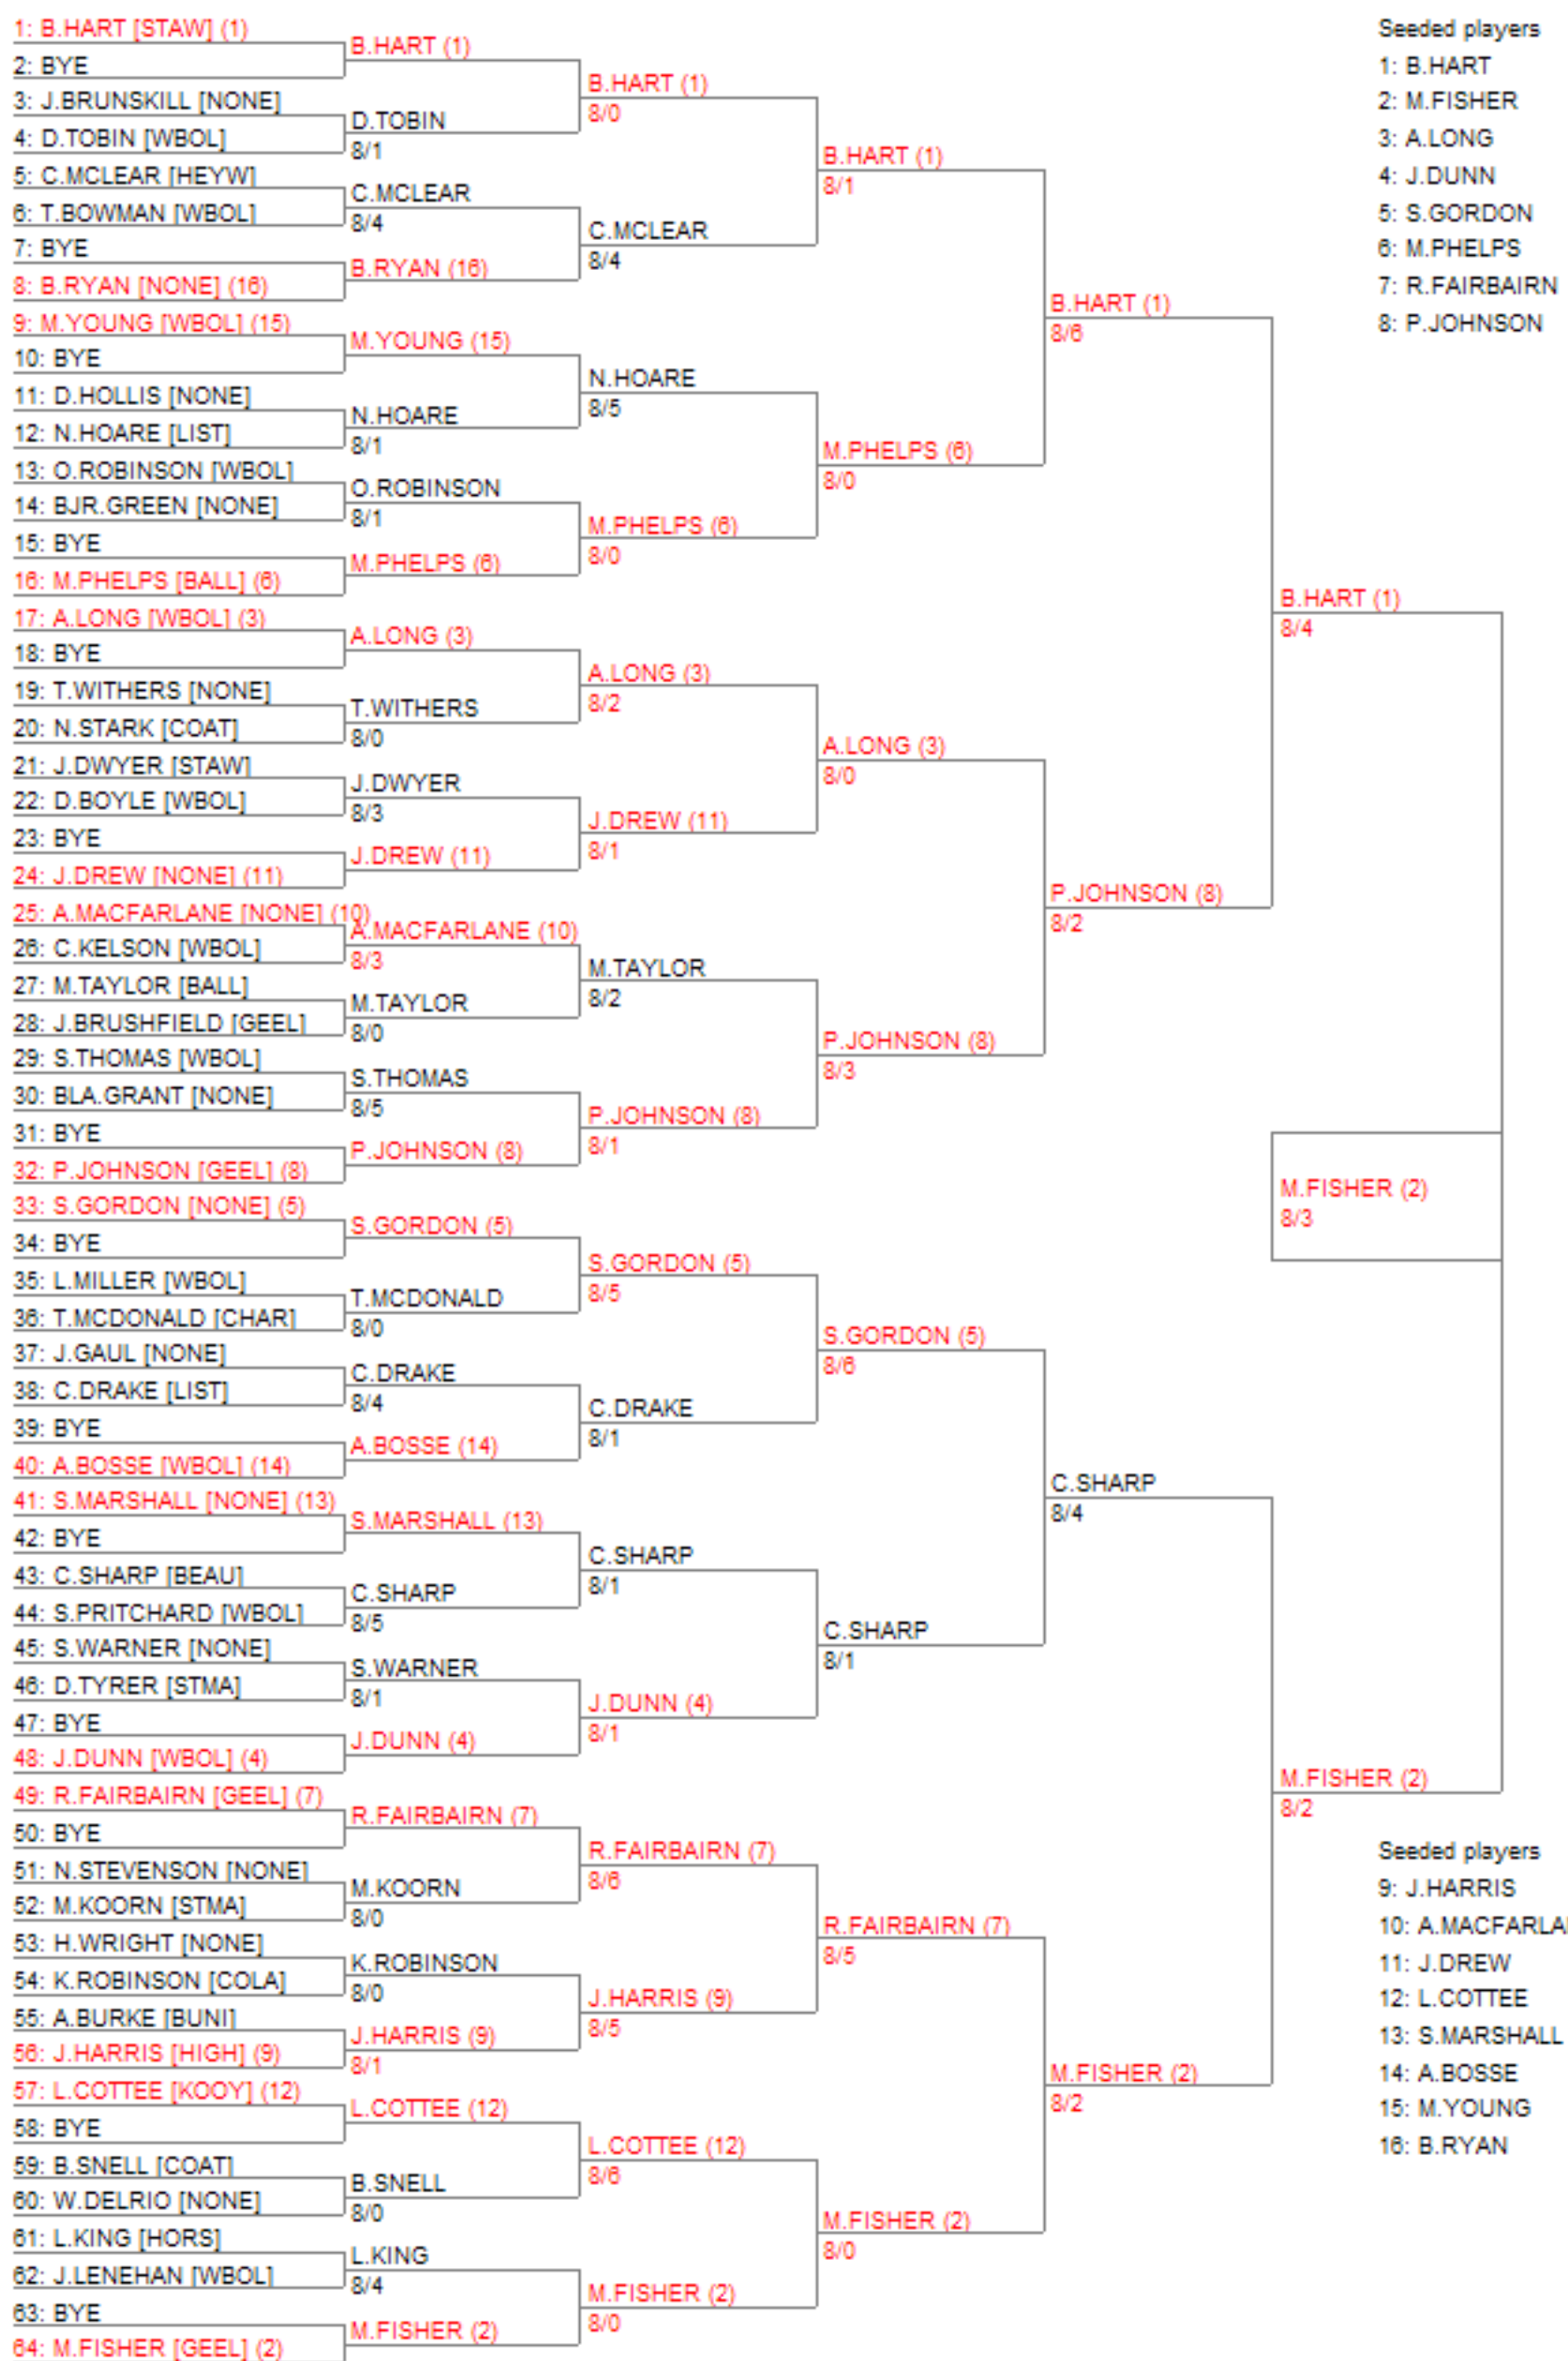 1: B.HART [STAW] (1)
2: BYE
3: J.BRUNSKILL [NONE]
4: D.TOBIN [WBOL]
5: C.MCLEAR [HEYW]
6: T.BOWMAN [WBOL]
7: BYE
8: B.RYAN [NONE] (16)
9: M.YOUNG [WBOL] (15)
10: BYE
11: D.HOLLIS [NONE]
12: N.HOARE [LIST]
13: O.ROBINSON [WBOL]
14: BJR.GREEN [NONE]
15: BYE
16: M.PHELPS [BALL] (6)
17: A.LONG [WBOL] (3)
18: BYE
19: T.WITHERS [NONE]
20: N.STARK [COAT]
21: J.DWYER [STAW]
22: D.BOYLE [WBOL]
23: BYE
24: J.DREW [NONE] (11)
25: A.MACFARLANE [NONE] (10)
26: C.KELSON [WBOL]
27: M.TAYLOR [BALL]
28: J.BRUSHFIELD [GEEL]
29: S.THOMAS [WBOL]
30: BLA.GRANT [NONE]
31: BYE
32: P.JOHNSON [GEEL] (8)
33: S.GORDON [NONE] (5)
34: BYE
35: L.MILLER [WBOL]
36: T.MCDONALD [CHAR]
37: J.GAUL [NONE]
38: C.DRAKE [LIST]
39: BYE
40: A.BOSSE [WBOL] (14)
41: S.MARSHALL [NONE] (13)
42: BYE
43: C.SHARP [BEAU]
44: S.PRITCHARD [WBOL]
45: S.WARNER [NONE]
46: D.TYRER [STMA]
47: BYE
48: J.DUNN [WBOL] (4)
49: R.FAIRBAIRN [GEEL] (7)
50: BYE
51: N.STEVENSON [NONE]
52: M.KOORN [STMA]
53: H.WRIGHT [NONE]
54: K.ROBINSON [COLA]
55: A.BURKE [BUNI]
56: J.HARRIS [HIGH] (9)
57: L.COTTEE [KOOY] (12)
58: BYE
59: B.SNELL [COAT]
60: W.DELRIO [NONE]
61: L.KING [HORS]
62: J.LENEHAN [WBOL]
63: BYE
64: M.FISHER [GEEL] (2)
B.HART (1)
D.TOBIN
8/1
C.MCLEAR
8/4
B.RYAN (16)
M.YOUNG (15)
N.HOARE
8/1
O.ROBINSON
8/1
M.PHELPS (6)
A.LONG (3)
T.WITHERS
8/0
J.DWYER
8/3
J.DREW (11)
A.MACFARLANE (10)
8/3
M.TAYLOR
8/0
S.THOMAS
8/5
P.JOHNSON (8)
S.GORDON (5)
T.MCDONALD
8/0
C.DRAKE
8/4
A.BOSSE (14)
S.MARSHALL (13)
C.SHARP
8/5
S.WARNER
8/1
J.DUNN (4)
R.FAIRBAIRN (7)
M.KOORN
8/0
K.ROBINSON
8/0
J.HARRIS (9)
8/1
L.COTTEE (12)
B.SNELL
8/0
L.KING
8/4
M.FISHER (2)
B.HART (1)
8/0
C.MCLEAR
8/4
N.HOARE
8/5
M.PHELPS (6)
8/0
A.LONG (3)
8/2
J.DREW (11)
8/1
M.TAYLOR
8/2
P.JOHNSON (8)
8/1
S.GORDON (5)
8/5
C.DRAKE
8/1
C.SHARP
8/1
J.DUNN (4)
8/1
R.FAIRBAIRN (7)
8/6
J.HARRIS (9)
8/5
L.COTTEE (12)
8/6
M.FISHER (2)
8/0
B.HART (1)
8/1
M.PHELPS (6)
8/0
A.LONG (3)
8/0
P.JOHNSON (8)
8/3
S.GORDON (5)
8/6
C.SHARP
8/1
R.FAIRBAIRN (7)
8/5
M.FISHER (2)
8/0
B.HART (1)
8/6
P.JOHNSON (8)
8/2
C.SHARP
8/4
M.FISHER (2)
8/2
B.HART (1)
8/4
M.FISHER (2)
8/3
M.FISHER (2)
8/2
Seeded players
1: B.HART
2: M.FISHER
3: A.LONG
4: J.DUNN
5: S.GORDON
6: M.PHELPS
7: R.FAIRBAIRN
8: P.JOHNSON
Seeded players
9: J.HARRIS
10: A.MACFARLA
11: J.DREW
12: L.COTTEE
13: S.MARSHALL
14: A.BOSSE
15: M.YOUNG
16: B.RYAN